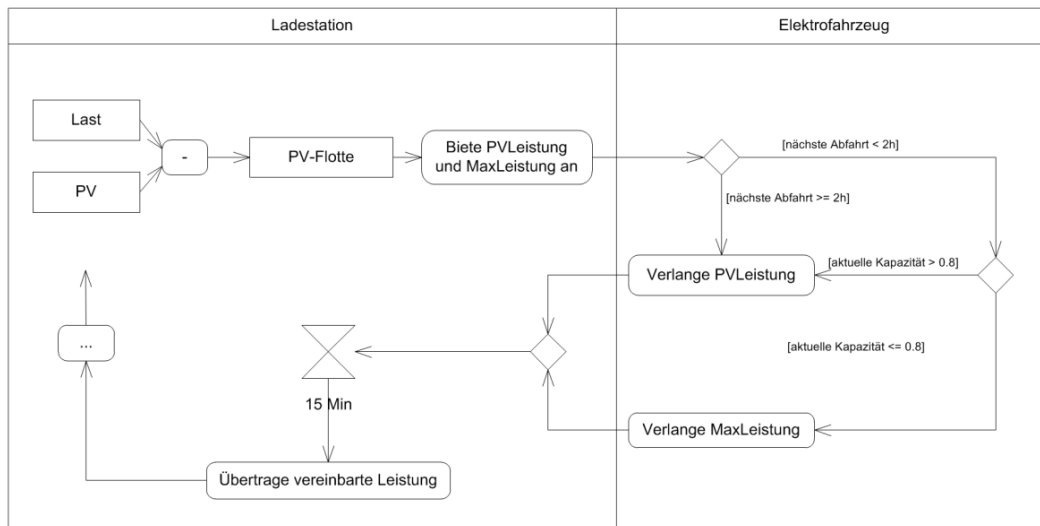 Ladestation
Elektrofahrzeug
Last
PV
-
PV-Flotte
Biete PVLeistung
und MaxLeistung an
[nächste Abfahrt < 2h]
[nächste Abfahrt >= 2h]
Verlange PVLeistung
[aktuelle Kapazität > 0.8]
[aktuelle Kapazität <= 0.8]
Verlange MaxLeistung
15 Min
Übertrage vereinbarte Leistung
...